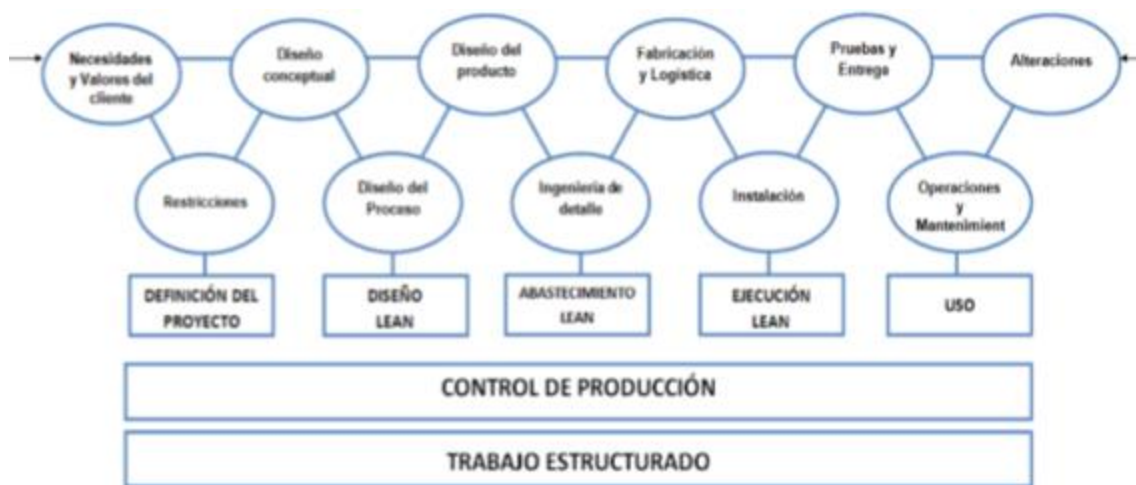 Necesidades
y Valores del
cliente
Diseño
conceptual
Diseño del
producto
Fabricación
y Logística
Pruebas y
Entrega
Alteraciones
Restricciones
Diseño del
Proceso
Ingeniería de
detalle
Instalación
Operaciones
y
Mantenimient
DEFINICIÓN DEL
PROYECTO
DISEÑO
LEAN
ABASTECIMIENTO
LEAN
EJECUCIÓN
LEAN
USO
CONTROL DE PRODUCCIÓN
TRABAJO ESTRUCTURADO